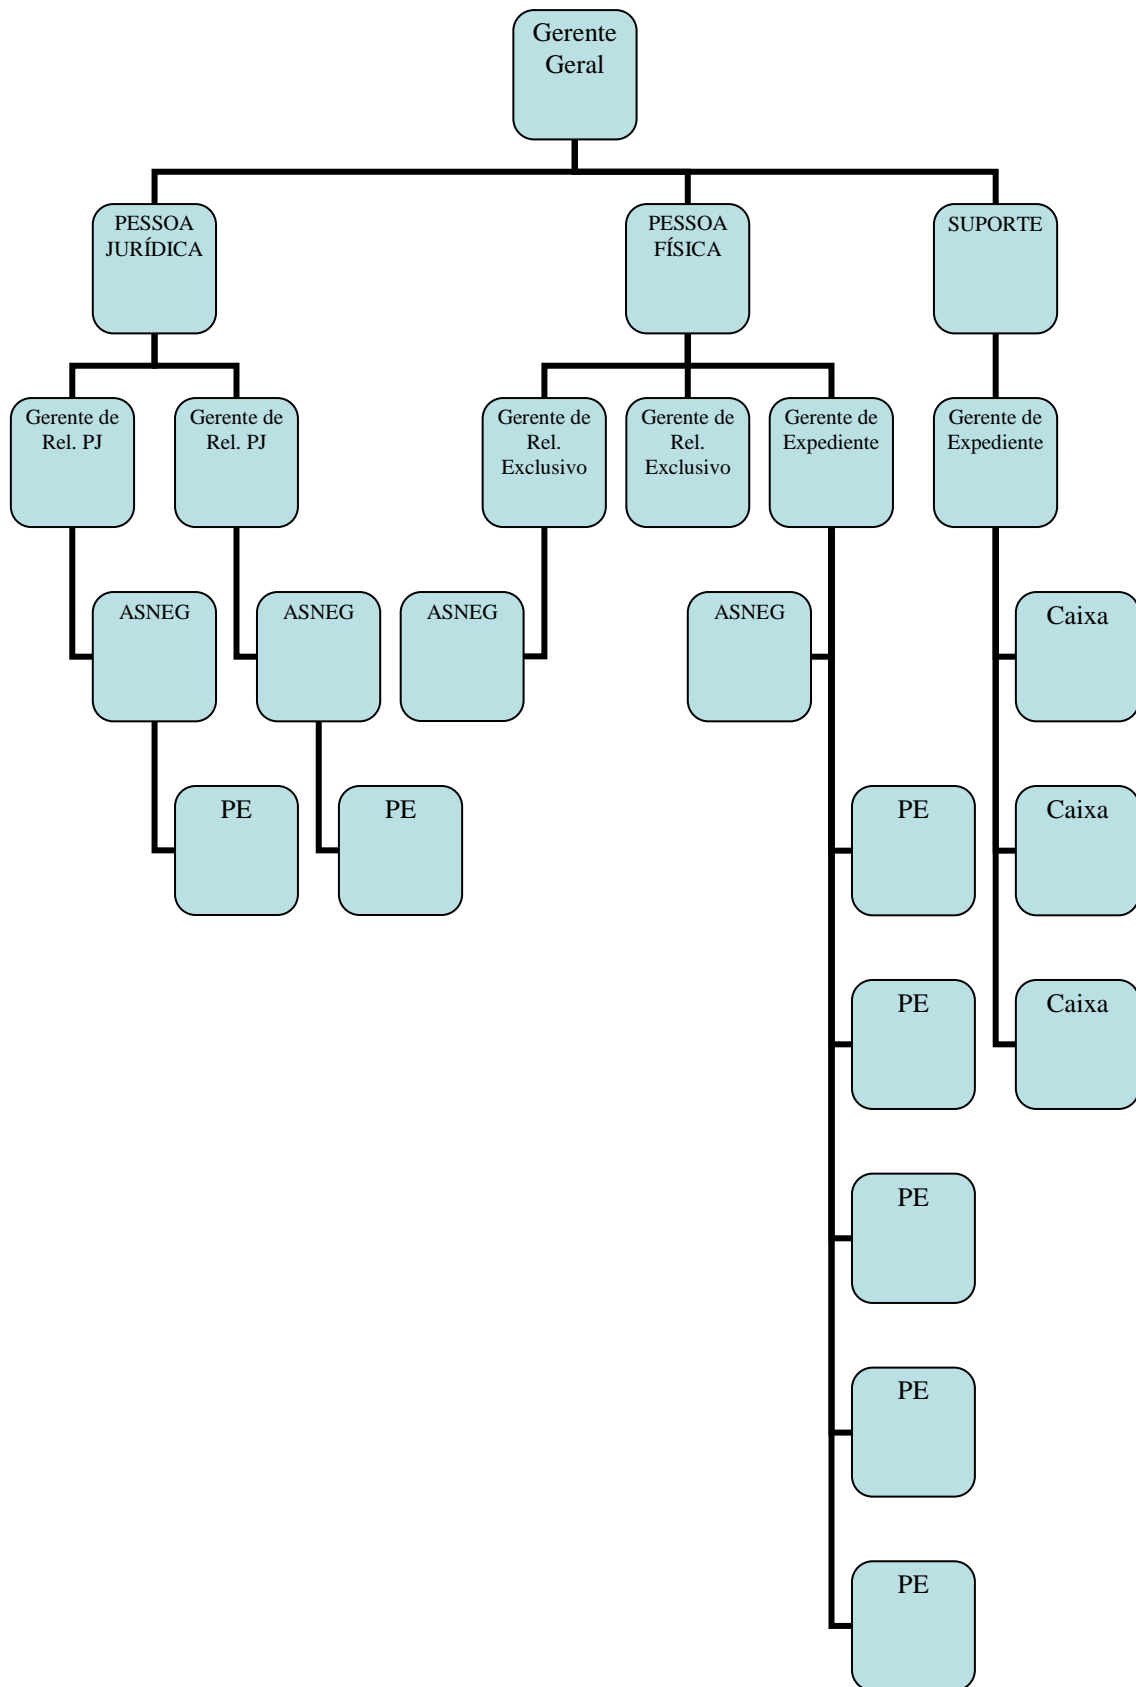 Gerente
Geral
PESSOA
JURÍDICA
PESSOA
FÍSICA
SUPORTE
Gerente de
Rel. PJ
Gerente de
Rel. PJ
Gerente de
Rel.
Exclusivo
Gerente de
Rel.
Exclusivo
Gerente de
Expediente
Gerente de
Expediente
ASNEG
ASNEG
ASNEG
ASNEG
Caixa
PE
PE
PE
Caixa
PE
Caixa
PE
PE
PE